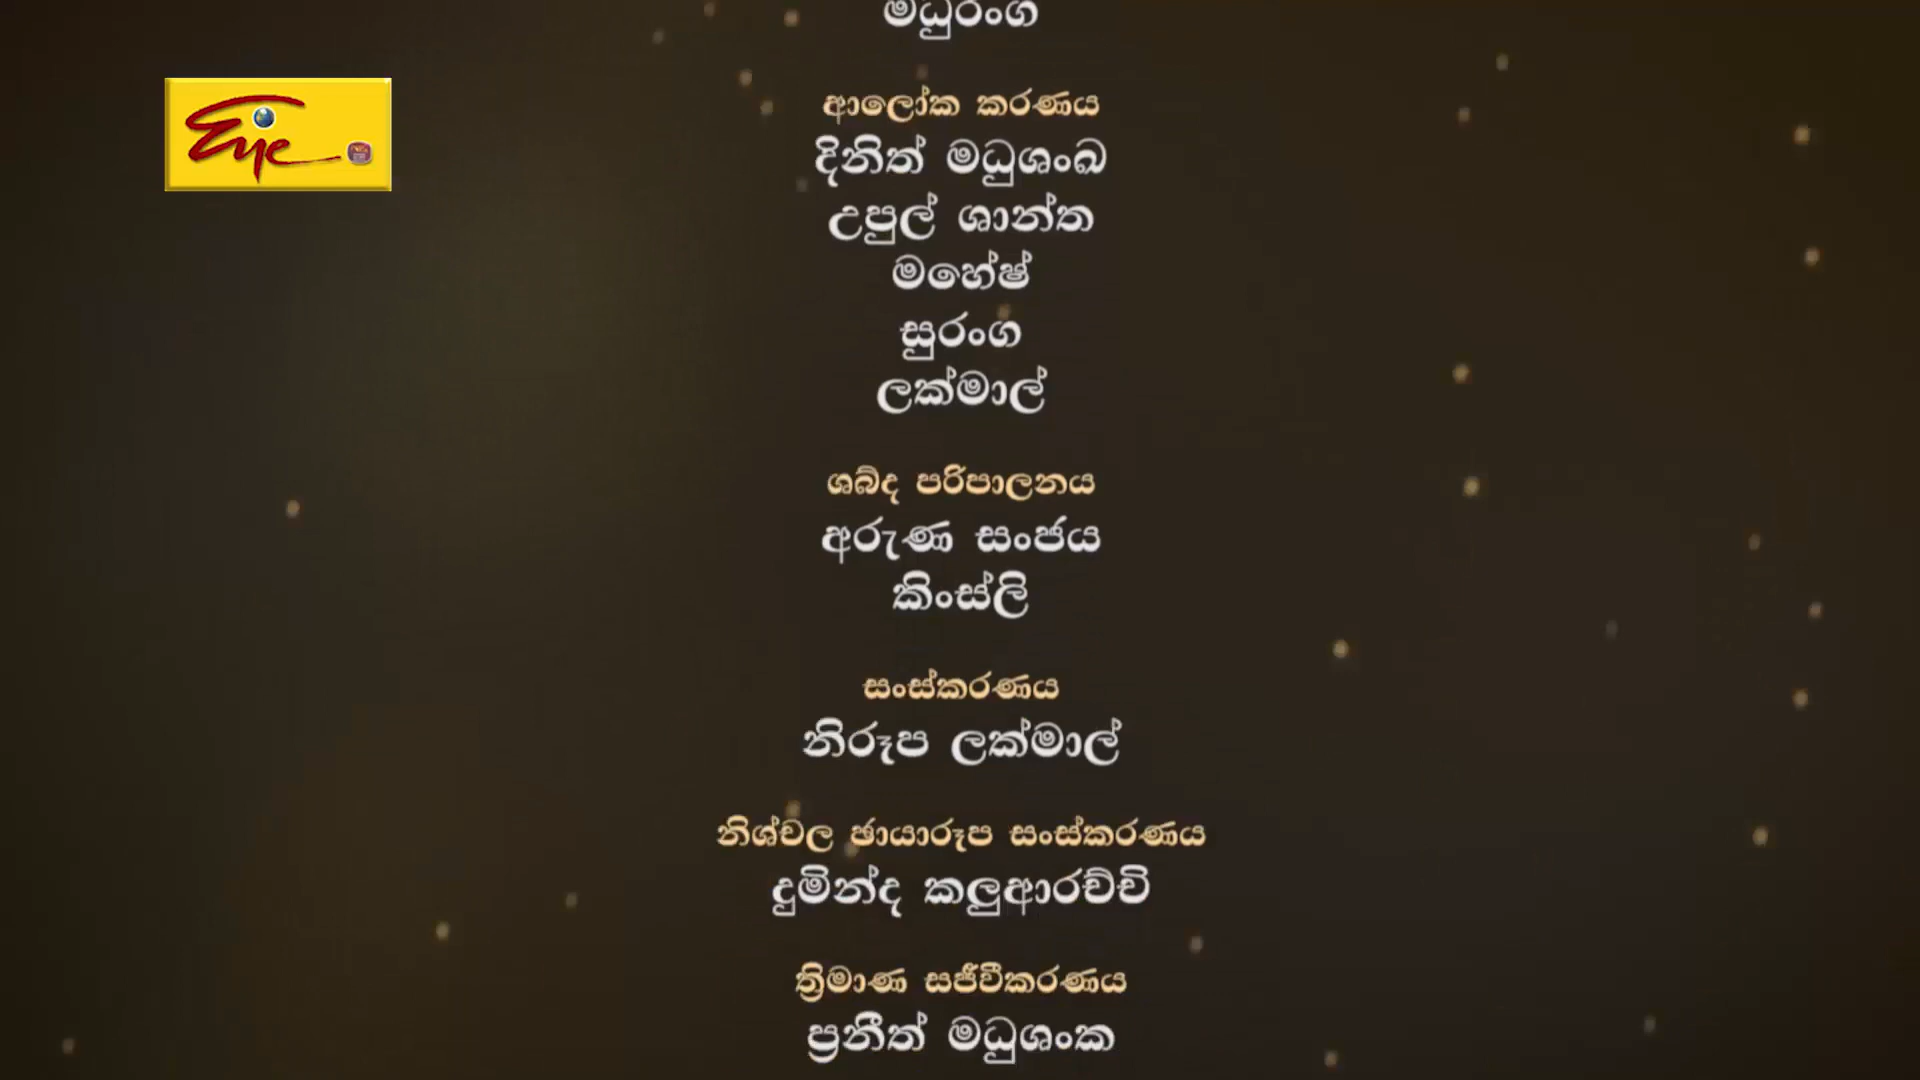 මධුරංග
Eye
ආලෝක කරණය
දිනිත් මධුශංඛ
උපුල් ශාන්ත
මහේෂ්
සුරංග
ලක්මාල්
ශබ්ද පරිපාලනය
අරුණ සංජය
කිංස්ලි
සංස්කරණය
නිරූප ලක්මාල්
නිශ්චල ඡායාරූප සංස්කරණය
දුමින්ද කලුආරච්චි
ත්‍රිමාණ සජීවීකරණය
ප්‍රනීත් මධුශංක